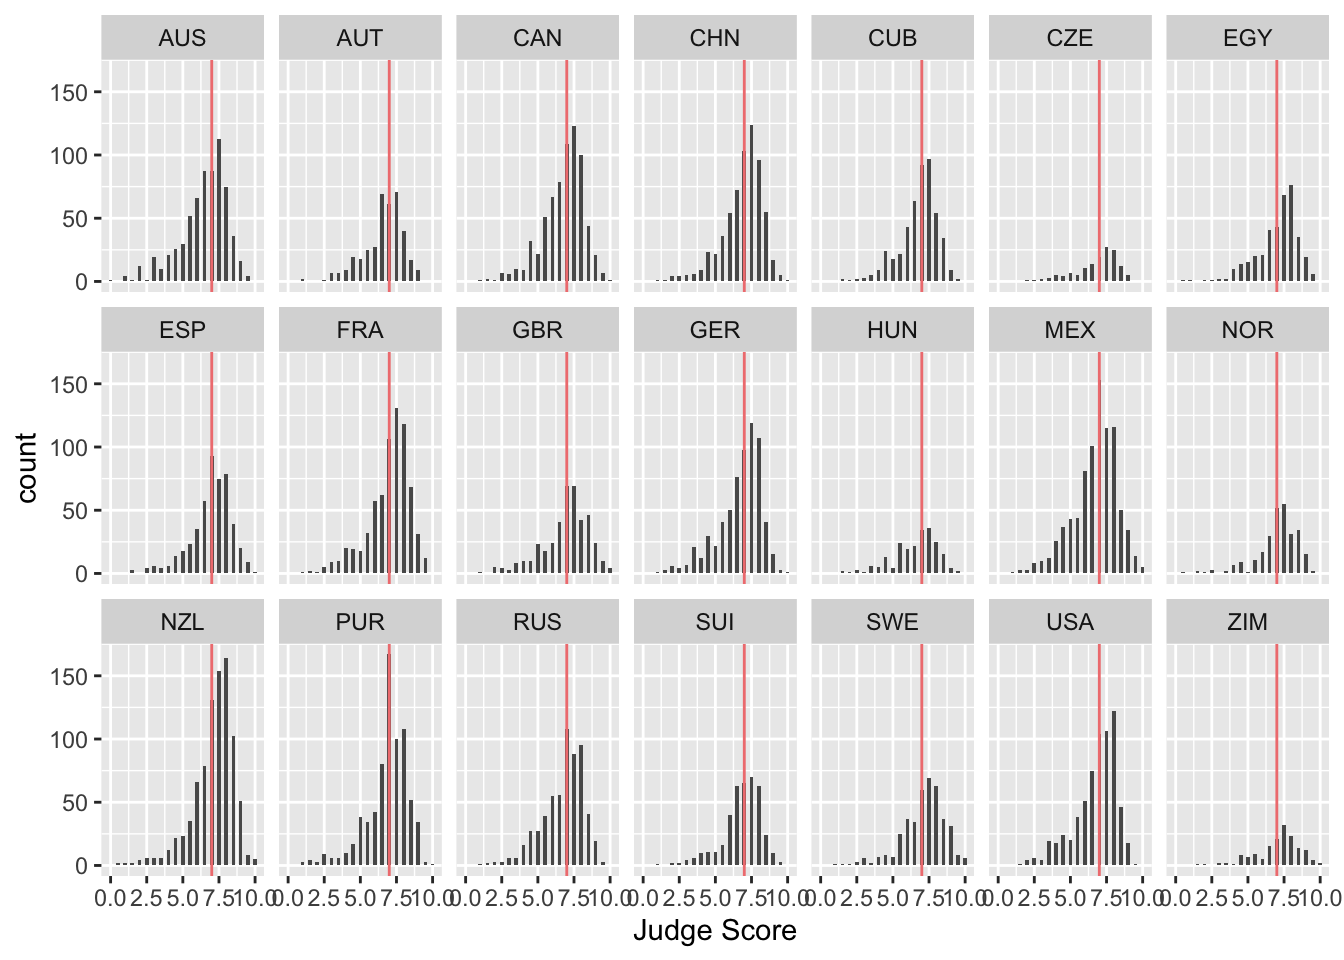 AUS AUT CAN CHN CUB CZE EGY
150
100
50
0
ESP FRA GBR GER HUN MEX NOR
150
100
50
0
count
NZL PUR RUS SUI SWE USA ZIM
150
100
50
0
0.0 2.5 5.0 7.5 10.0 0.0 2.5 5.0 7.5 10.0 0.0 2.5 5.0 7.5 10.0 0.0 2.5 5.0 7.5 10.0 0.0 2.5 5.0 7.5 10.0 0.0 2.5 5.0 7.5 10.0 0.0 2.5 5.0 7.5 10.0
Judge Score